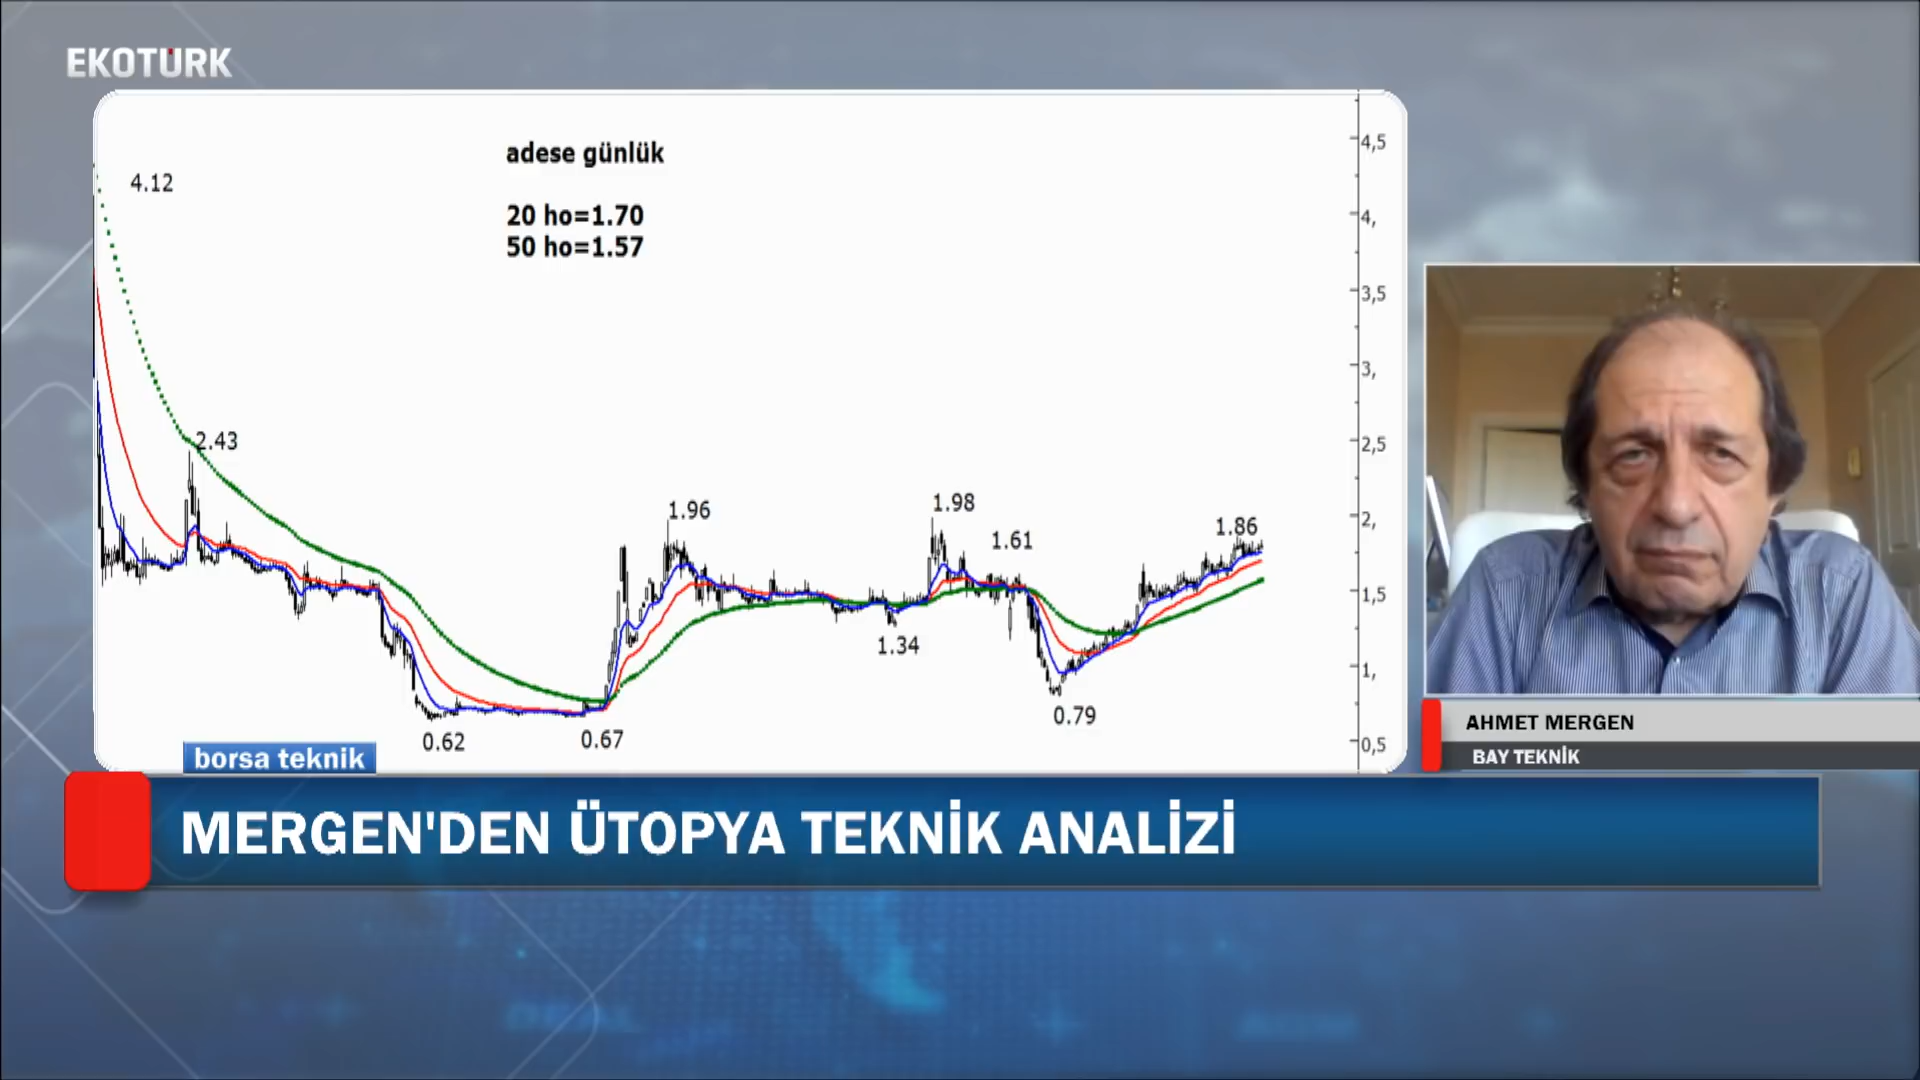 EKOTÜRK
adese günlük
20 ho=1.70
50 ho=1.57
4.12
2.43
0.62
0.67
1.96
1.34
1.98
1.61
0.79
1.86
4,5
4,
3,5
3,
2,5
2,
1,5
1,
0,5
AHMET MERGEN
BAY TEKNİK
borsa teknik
MERGEN'DEN ÜTOPYA TEKNİK ANALİZİ